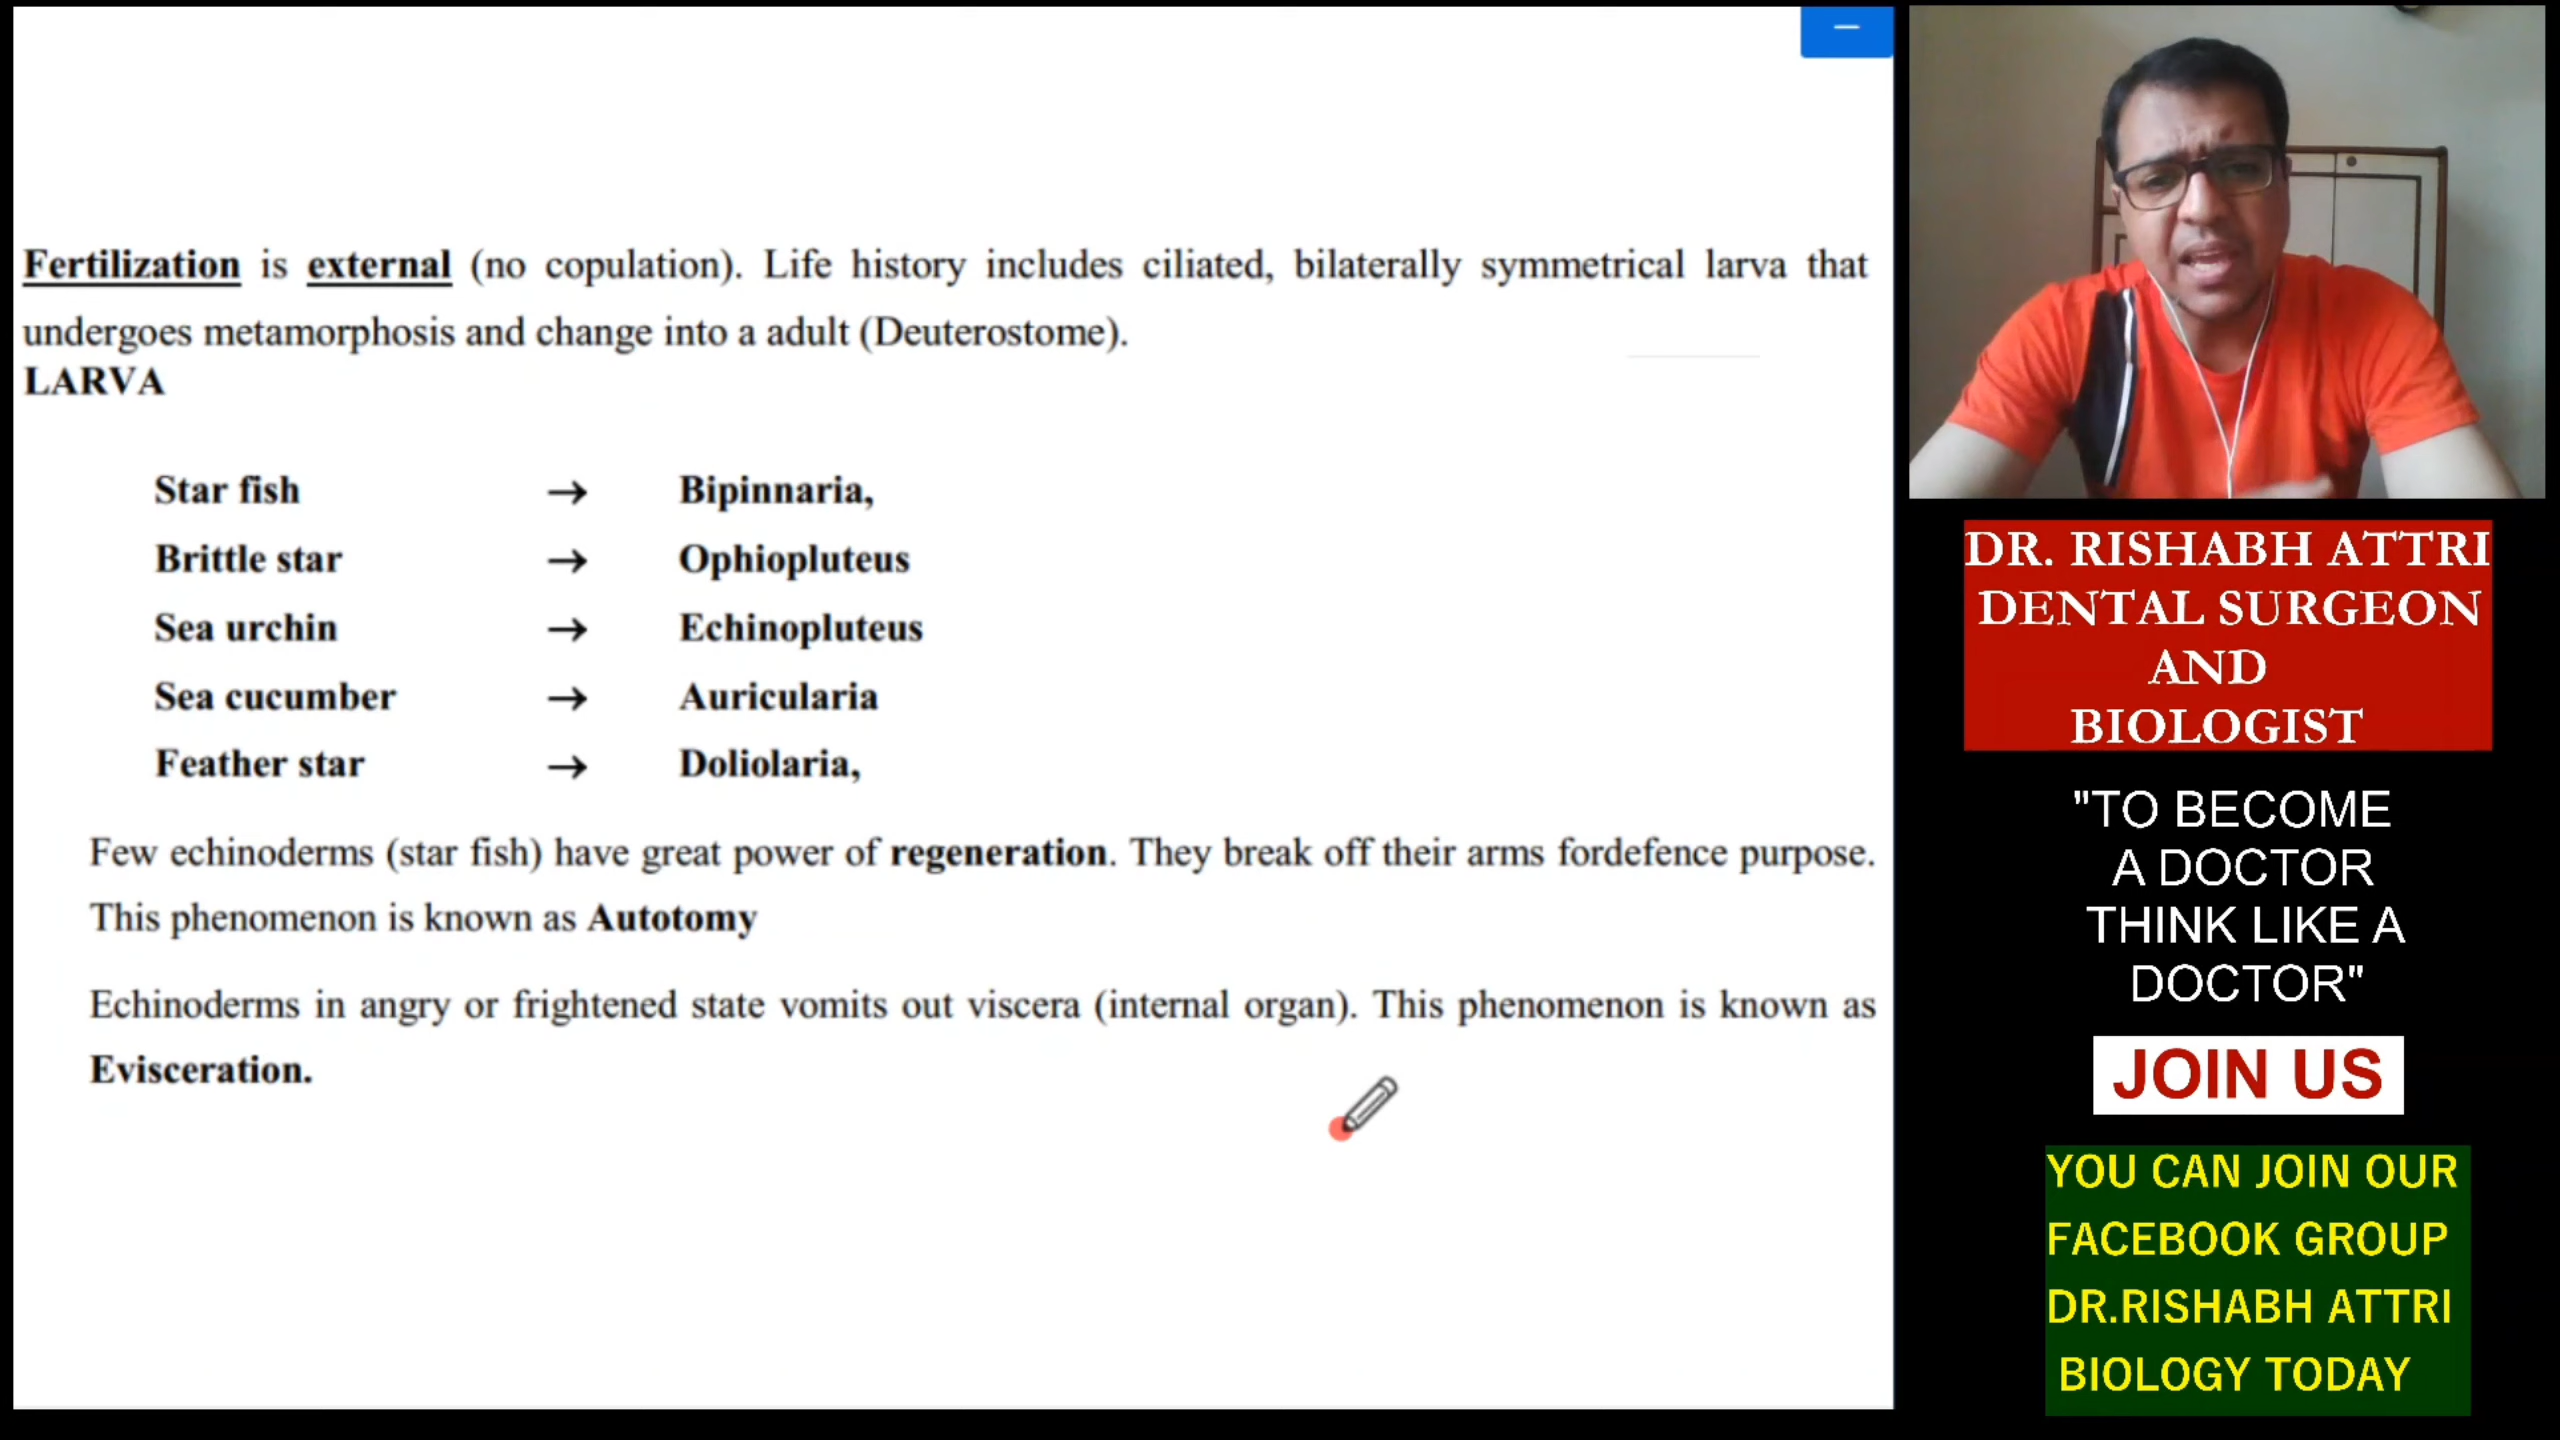 Fertilization is external (no copulation). Life history includes ciliated, bilaterally symmetrical larva that
undergoes metamorphosis and change into a adult (Deuterostome).
LARVA
Star fish → Bipinnaria,
Brittle star → Ophiopluteus
Sea urchin → Echinopluteus
Sea cucumber → Auricularia
Feather star → Doliolaria,
Few echinoderms (star fish) have great power of regeneration. They break off their arms fordefence purpose.
This phenomenon is known as Autotomy
Echinoderms in angry or frightened state vomits out viscera (internal organ). This phenomenon is known as
Evisceration.
DR. RISHABH ATTRI
DENTAL SURGEON
AND
BIOLOGIST
"TO BECOME
A DOCTOR
THINK LIKE A
DOCTOR"
JOIN US
YOU CAN JOIN OUR
FACEBOOK GROUP
DR.RISHABH ATTRI
BIOLOGY TODAY